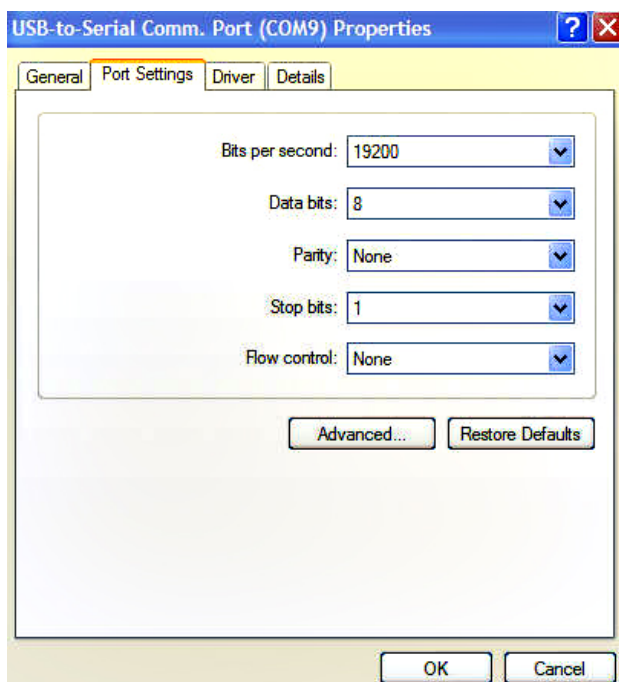 USB-to-Serial Comm. Port (COM9) Properties
General Port Settings Driver Details
Bits per second: 19200
Data bits: 8
Parity: None
Stop bits: 1
Flow control: None
Advanced... Restore Defaults
OK Cancel